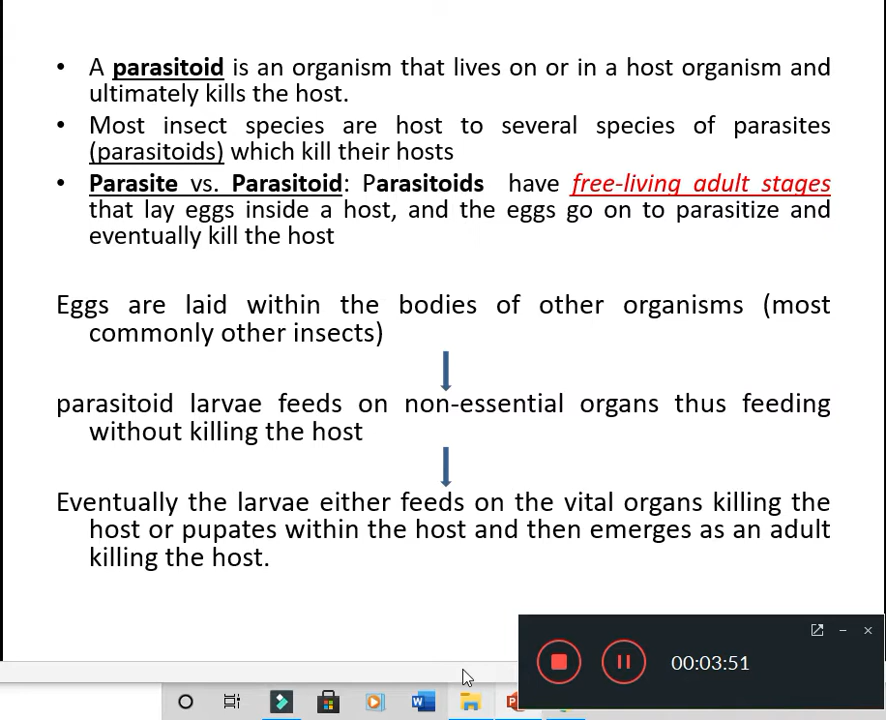 • A parasitoid is an organism that lives on or in a host organism and
ultimately kills the host.
• Most insect species are host to several species of parasites
(parasitoids) which kill their hosts
• Parasite vs. Parasitoid: Parasitoids have free-living adult stages
that lay eggs inside a host, and the eggs go on to parasitize and
eventually kill the host
Eggs are laid within the bodies of other organisms (most
commonly other insects)
parasitoid larvae feeds on non-essential organs thus feeding
without killing the host
Eventually the larvae either feeds on the vital organs killing the
host or pupates within the host and then emerges as an adult
killing the host.
00:03:51